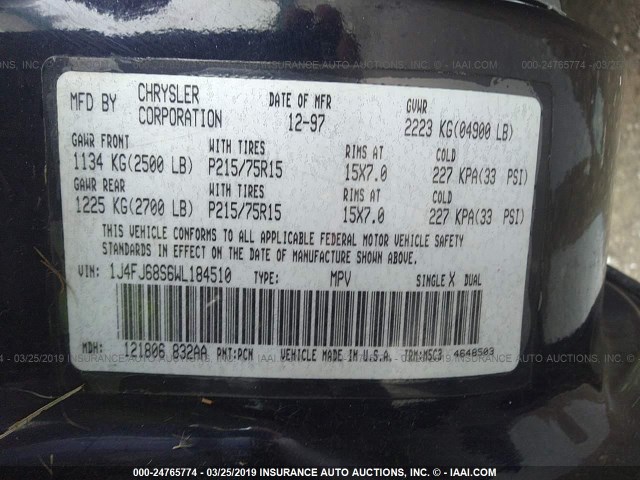 MFD BY CHRYSLER CORPORATION DATE OF MFR 12-97 GVWR 2223 KG(04900 LB)
GAWR FRONT WITH TIRES RIMS AT COLD
1134 KG(2500 LB) P215/75R15 15X7.0 227 KPA(33 PSI)
GAWR REAR WITH TIRES RIMS AT COLD
1225 KG(2700 LB) P215/75R15 15X7.0 227 KPA(33 PSI)
THIS VEHICLE CONFORMS TO ALL APPLICABLE FEDERAL MOTOR VEHICLE SAFETY
STANDARDS IN EFFECT ON THE DATE OF MANUFACTURE SHOWN ABOVE.
VIN: 1J4FJ68S6WL184510 TYPE: MPV SINGLE X DUAL
MDH: 121806 832AA PNT:PCN VEHICLE MADE IN U.S.A. TRM:M5C3 4648503
000-24765774 - 03/25/2019 INSURANCE AUTO AUCTIONS, INC. - © WWW.IAAI.COM